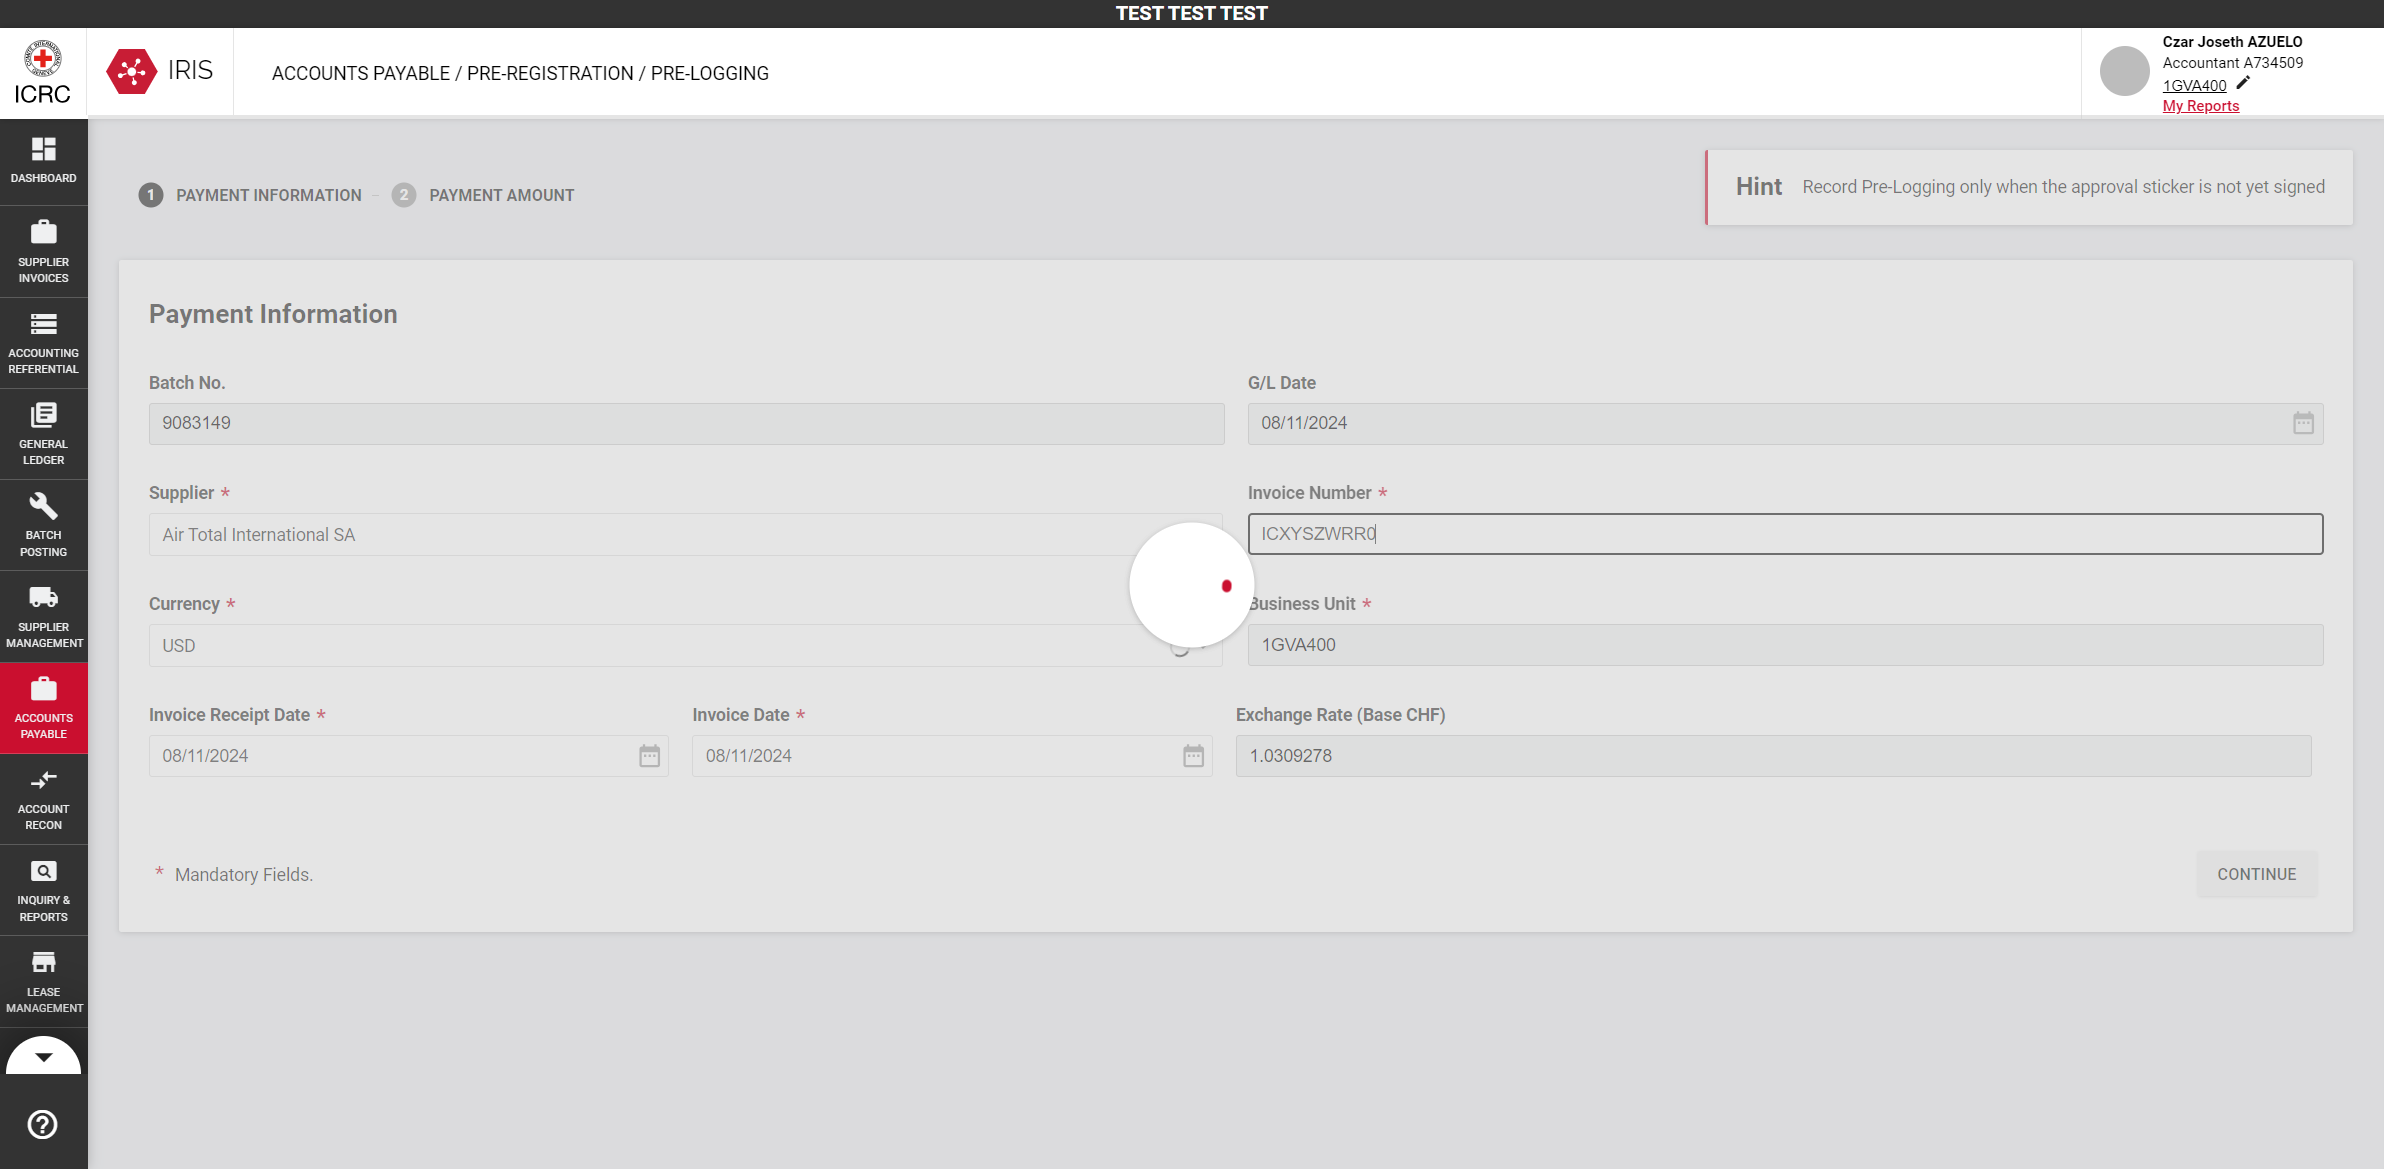 TEST TEST TEST
ICRC
IRIS
ACCOUNTS PAYABLE / PRE-REGISTRATION / PRE-LOGGING
Czar Joseth AZUELO
Accountant A734509
1GVA400
My Reports
DASHBOARD
SUPPLIER
INVOICES
ACCOUNTING
REFERENTIAL
GENERAL
LEDGER
BATCH
POSTING
SUPPLIER
MANAGEMENT
ACCOUNTS
PAYABLE
ACCOUNT
RECON
INQUIRY &
REPORTS
LEASE
MANAGEMENT
1 PAYMENT INFORMATION - 2 PAYMENT AMOUNT
Hint Record Pre-Logging only when the approval sticker is not yet signed
Payment Information
Batch No.
9083149
G/L Date
08/11/2024
Supplier *
Air Total International SA
Invoice Number *
ICXYSZWRR0
Currency *
USD
Business Unit *
1GVA400
Invoice Receipt Date *
08/11/2024
Invoice Date *
08/11/2024
Exchange Rate (Base CHF)
1.0309278
* Mandatory Fields.
CONTINUE